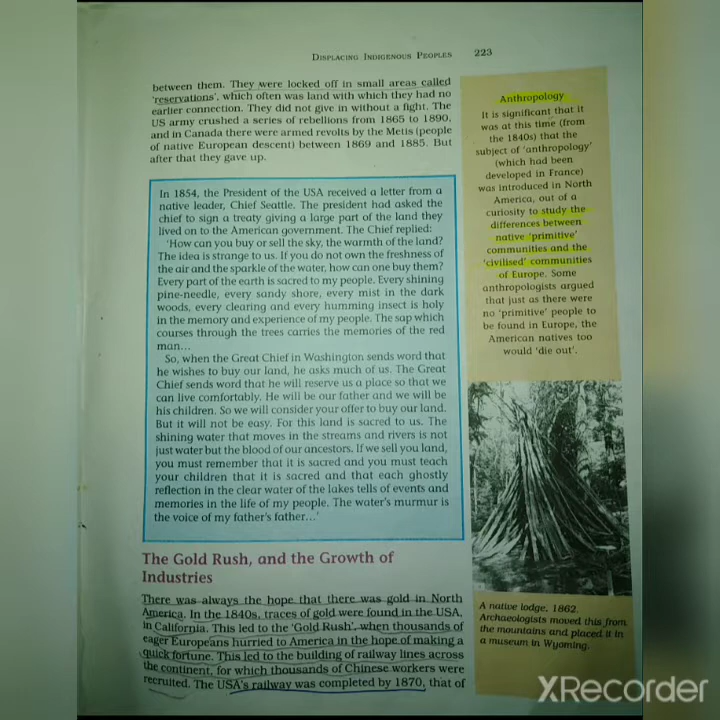 DISPLACING INDIGENOUS PEOPLES 223
between them. They were locked off in small areas called
'reservations', which often was land with which they had no
earlier connection. They did not give in without a fight. The
US army crushed a series of rebellions from 1865 to 1890,
and in Canada there were armed revolts by the Metis (people
of native European descent) between 1869 and 1885. But
after that they gave up.
In 1854, the President of the USA received a letter from a
native leader, Chief Seattle. The president had asked the
chief to sign a treaty giving a large part of the land they
lived on to the American government. The Chief replied:
'How can you buy or sell the sky, the warmth of the land?
The idea is strange to us. If you do not own the freshness of
the air and the sparkle of the water, how can one buy them?
Every part of the earth is sacred to my people. Every shining
pine-needle, every sandy shore, every mist in the dark
woods, every clearing and every humming insect is holy
in the memory and experience of my people. The sap which
courses through the trees carries the memories of the red
man...
So, when the Great Chief in Washington sends word that
he wishes to buy our land, he asks much of us. The Great
Chief sends word that he will reserve us a place so that we
can live comfortably. He will be our father and we will be
his children. So we will consider your offer to buy our land.
But it will not be easy. For this land is sacred to us. The
shining water that moves in the streams and rivers is not
just water but the blood of our ancestors. If we sell you land,
you must remember that it is sacred and you must teach
your children that it is sacred and that each ghostly
reflection in the clear water of the lakes tells of events and
memories in the life of my people. The water's murmur is
the voice of my father's father...'
The Gold Rush, and the Growth of
Industries
There was always the hope that there was gold in North
America. In the 1840s, traces of gold were found in the USA,
in California. This led to the 'Gold Rush', when thousands of
eager Europeans hurried to America in the hope of making a
quick fortune. This led to the building of railway lines across
the continent, for which thousands of Chinese workers were
recruited. The USA's railway was completed by 1870, that of
Anthropology
It is significant that it
was at this time (from
the 1840s) that the
subject of 'anthropology'
(which had been
developed in France)
was introduced in North
America, out of a
curiosity to study the
differences between
native 'primitive'
communities and the
'civilised' communities
of Europe. Some
anthropologists argued
that just as there were
no 'primitive' people to
be found in Europe, the
American natives too
would 'die out'.
A native lodge, 1862.
Archaeologists moved this from
the mountains and placed it in
a museum in Wyoming.
XRecorder